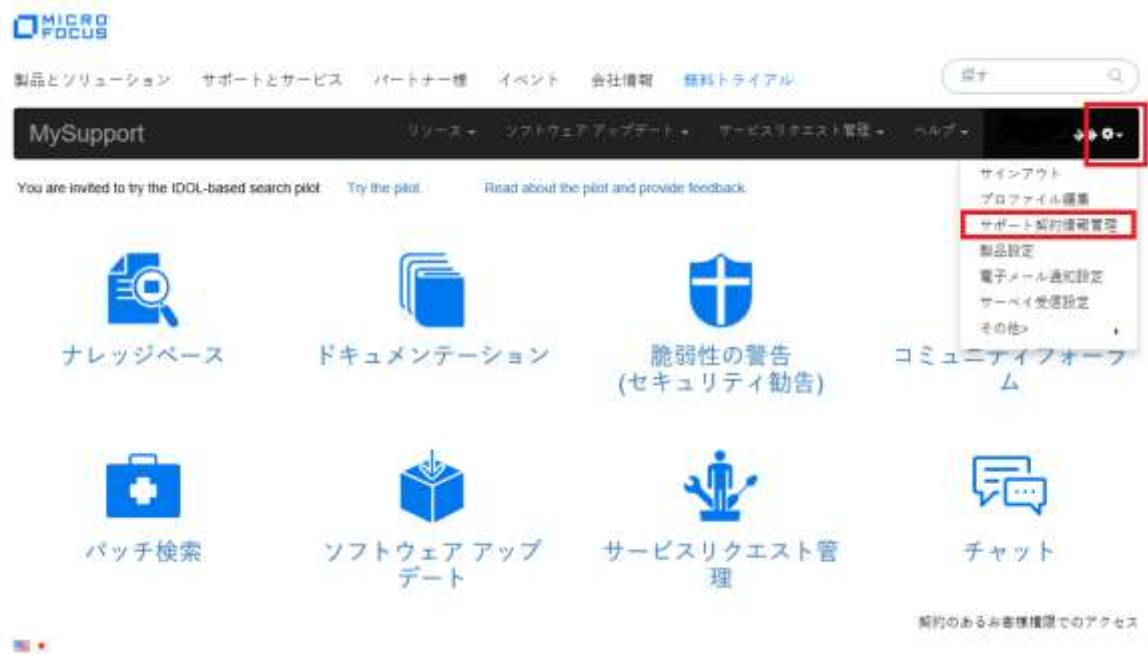 MICRO
FOCUS
製品とソリューション サポートとサービス パートナー様 イベント 会社情報 無料トライアル 探す
MySupport リソース ソフトウェア アップデート サービスリクエスト管理 ヘルプ
You are invited to try the IDOL-based search pilot Try the pilot. Read about the pilot and provide feedback.
サインアウト
プロファイル編集
サポート契約情報管理
製品設定
電子メール通知設定
サーベイ受信設定
その他>
ナレッジベース
ドキュメンテーション
脆弱性の警告
(セキュリティ勧告)
コミュニティフォーラ
ム
パッチ検索
ソフトウェア アップ
デート
サービスリクエスト管
理
チャット
契約のあるお客様権限でのアクセス